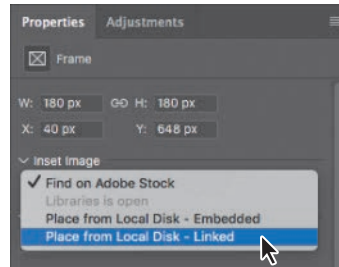 Properties Adjustments
Frame
W: 180 px H: 180 px
X: 40 px Y: 648 px
Inset Image
✓ Find on Adobe Stock
Libraries is open
Place from Local Disk - Embedded
Place from Local Disk - Linked